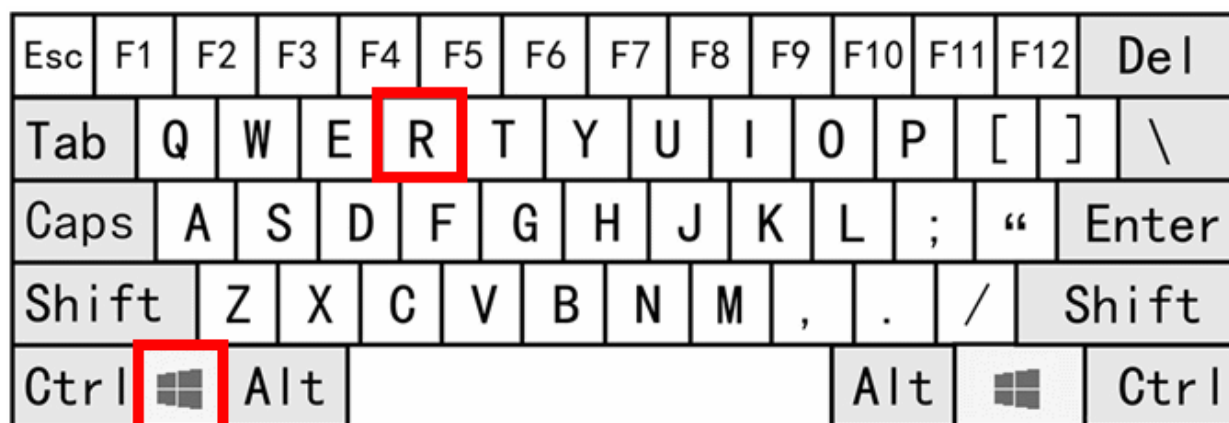 Esc F1 F2 F3 F4 F5 F6 F7 F8 F9 F10 F11 F12 Del
Tab Q W E R T Y U I O P [ ] \
Caps A S D F G H J K L ; “ Enter
Shift Z X C V B N M , . / Shift
Ctrl Alt Alt Ctrl